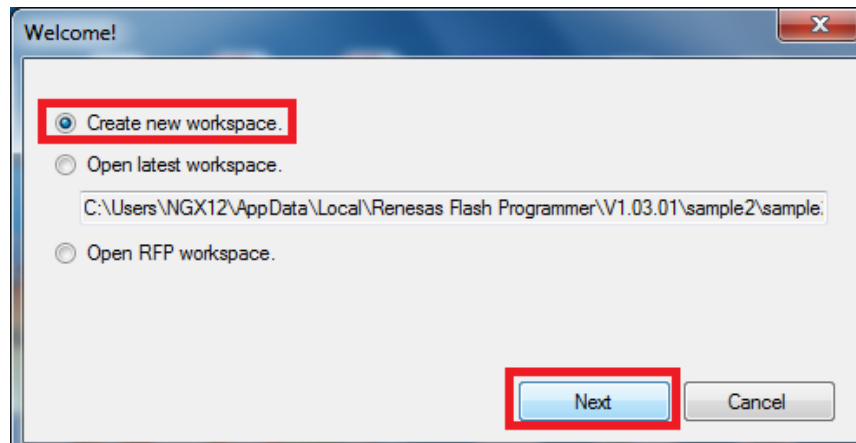 Welcome!
Create new workspace.
Open latest workspace.
C:\Users\NGX12\AppData\Local\Renesas Flash Programmer\V1.03.01\sample2\sample
Open RFP workspace.
Next
Cancel